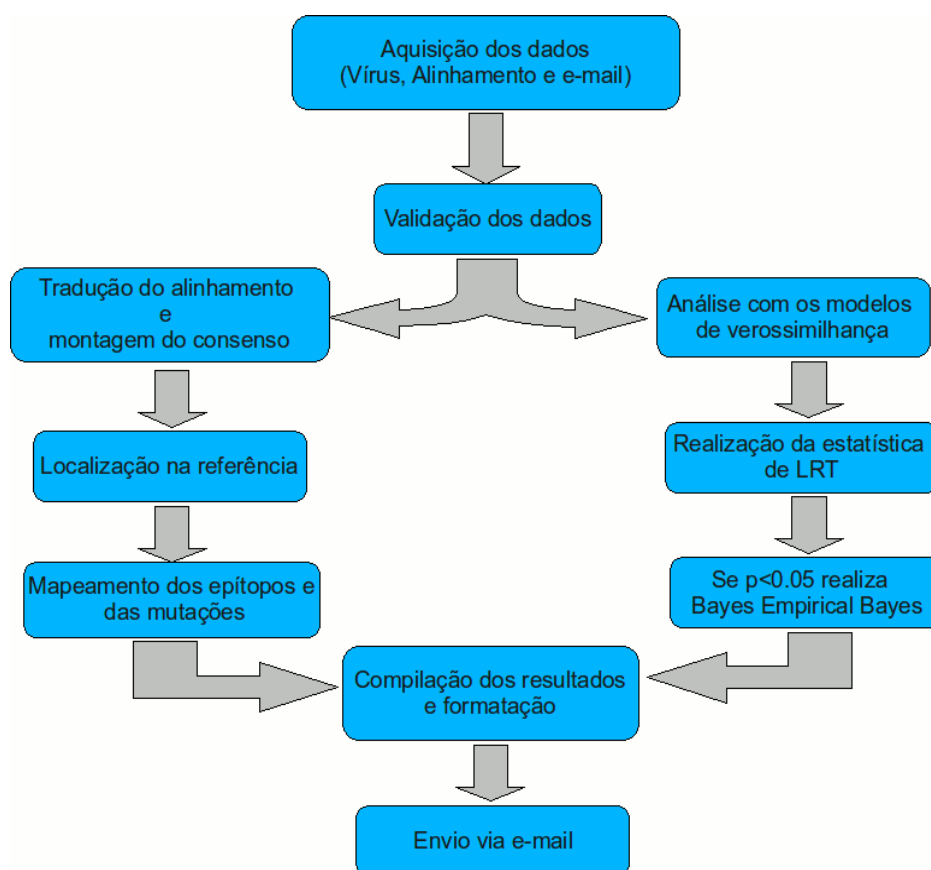 Aquisição dos dados
(Vírus, Alinhamento e e-mail)
Validação dos dados
Tradução do alinhamento
e
montagem do consenso
Análise com os modelos
de verossimilhança
Localização na referência
Realização da estatística
de LRT
Mapeamento dos epítopos e
das mutações
Se p<0.05 realiza
Bayes Empirical Bayes
Compilação dos resultados
e formatação
Envio via e-mail